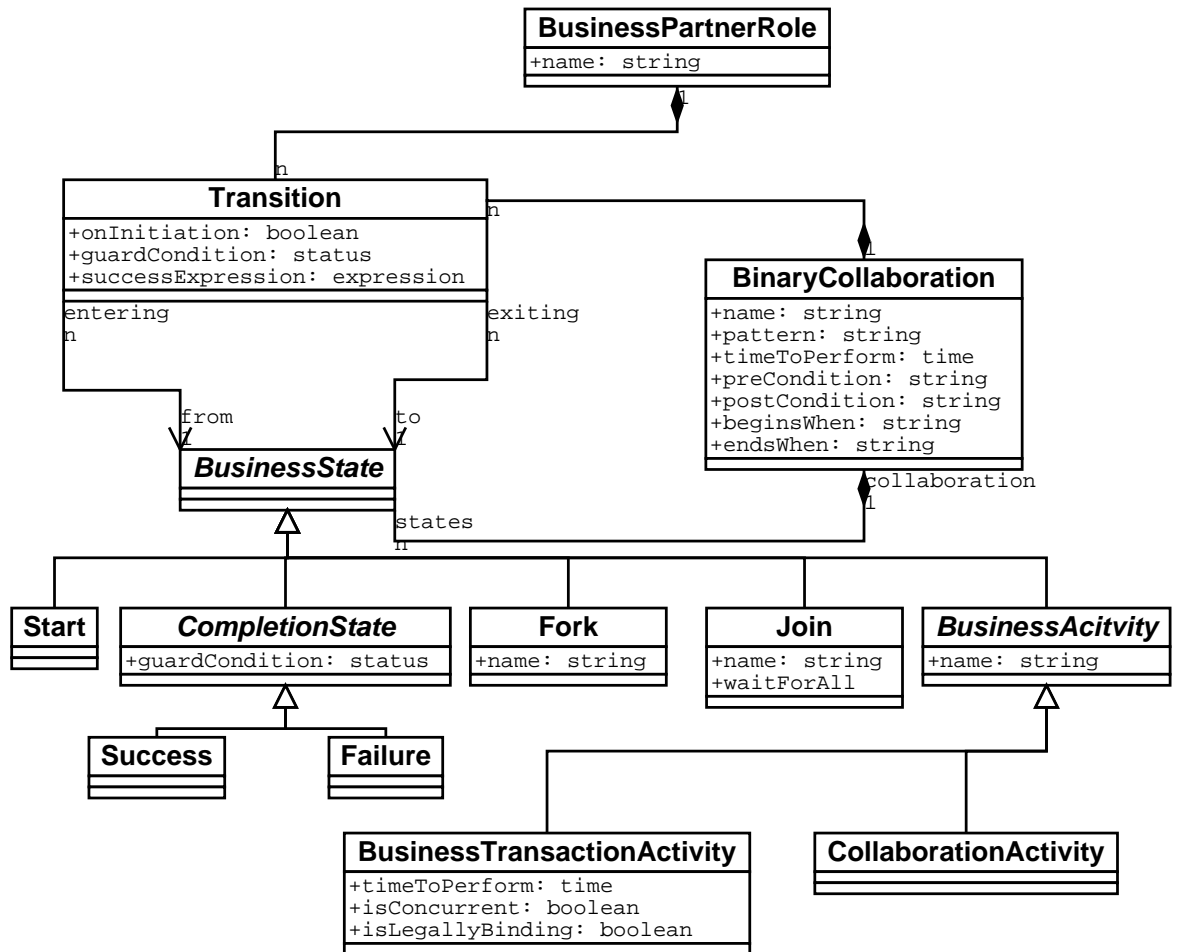 BusinessPartnerRole
+name: string
1
n
Transition
+onInitiation: boolean
+guardCondition: status
+successExpression: expression
n
1
entering
n
exiting
n
BinaryCollaboration
+name: string
+pattern: string
+timeToPerform: time
+preCondition: string
+postCondition: string
+beginsWhen: string
+endsWhen: string
from
1
to
1
BusinessState
collaboration
1
states
n
Start
CompletionState
+guardCondition: status
Fork
+name: string
Join
+name: string
+waitForAll
BusinessAcitvity
+name: string
Success
Failure
BusinessTransactionActivity
+timeToPerform: time
+isConcurrent: boolean
+isLegallyBinding: boolean
CollaborationActivity